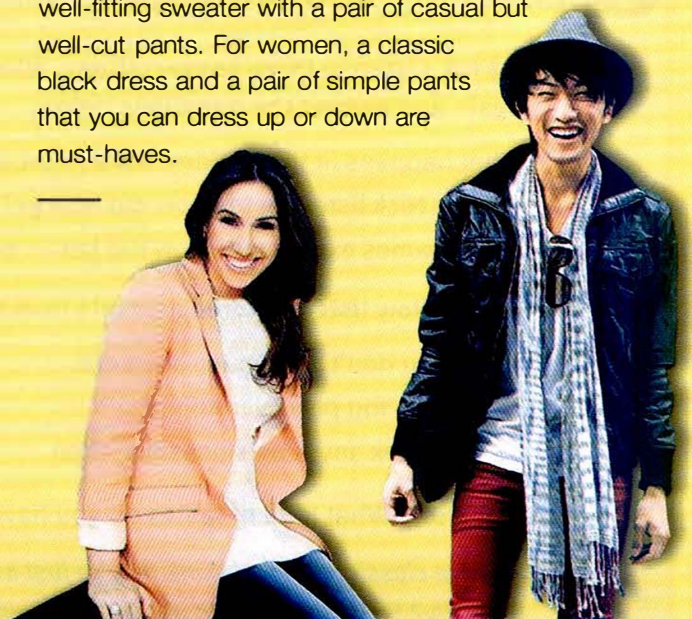 well-fitting sweater with a pair of casual but
well-cut pants. For women, a classic
black dress and a pair of simple pants
that you can dress up or down are
must-haves.